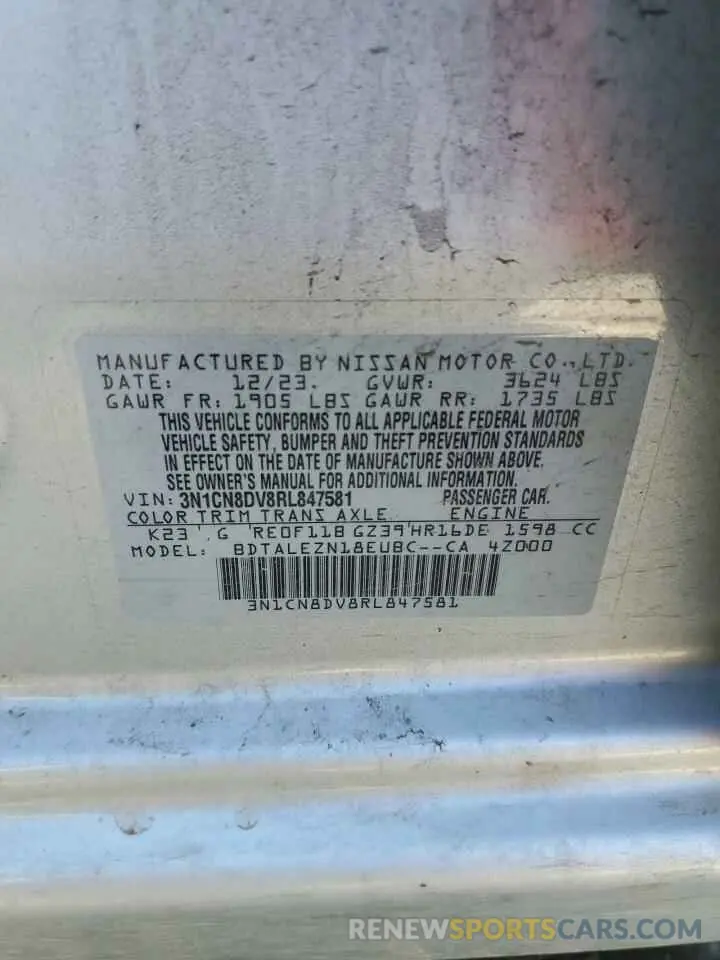 MANUFACTURED BY NISSAN MOTOR CO.,LTD.
DATE: 12/23. GVWR: 3624 LBS
GAWR FR: 1905 LBS GAWR RR: 1735 LBS
THIS VEHICLE CONFORMS TO ALL APPLICABLE FEDERAL MOTOR
VEHICLE SAFETY, BUMPER AND THEFT PREVENTION STANDARDS
IN EFFECT ON THE DATE OF MANUFACTURE SHOWN ABOVE.
SEE OWNER'S MANUAL FOR ADDITIONAL INFORMATION.
VIN: 3N1CN8DV8RL847581 PASSENGER CAR.
COLOR TRIM TRANS AXLE ENGINE
K23 G RE0F11B GZ39 HR16DE 1598 CC
MODEL: BDTALEZN18EUBC--CA 4Z000
3N1CN8DV8RL847581
RENEWSPORTSCARS.COM